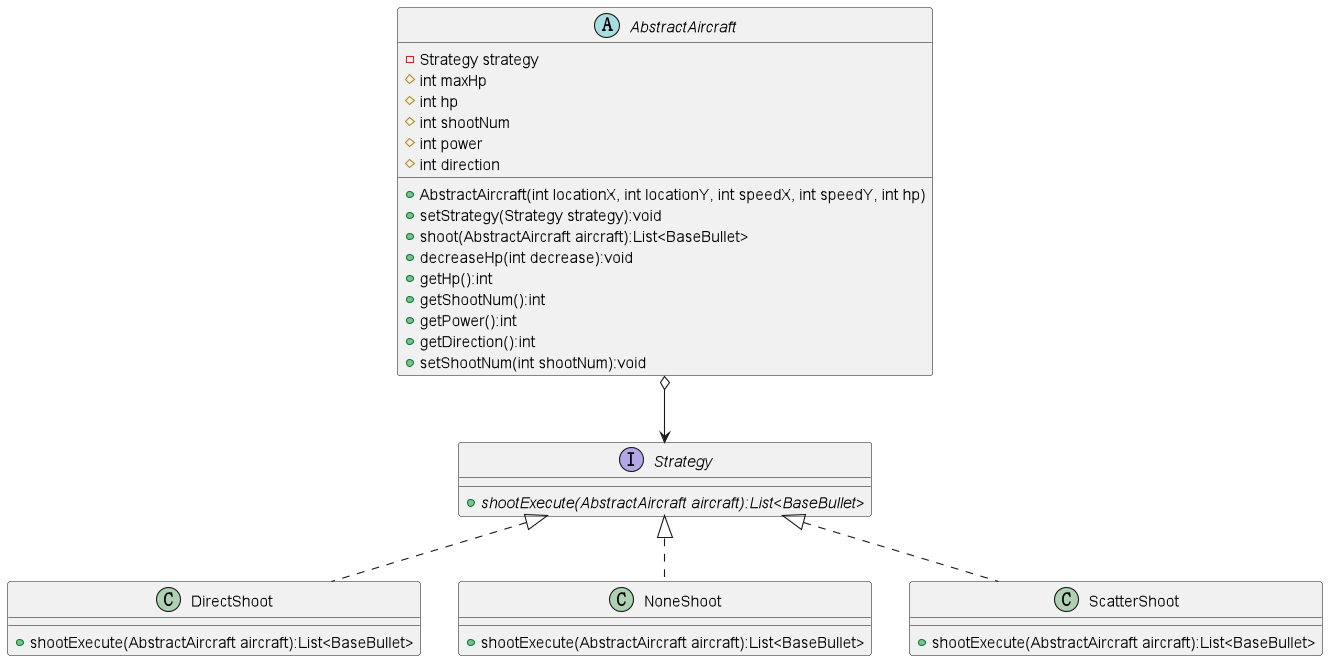 A AbstractAircraft
Strategy strategy
int maxHp
int hp
int shootNum
int power
int direction
AbstractAircraft(int locationX, int locationY, int speedX, int speedY, int hp)
setStrategy(Strategy strategy):void
shoot(AbstractAircraft aircraft):List<BaseBullet>
decreaseHp(int decrease):void
getHp():int
getShootNum():int
getPower():int
getDirection():int
setShootNum(int shootNum):void
I Strategy
shootExecute(AbstractAircraft aircraft):List<BaseBullet>
C DirectShoot
shootExecute(AbstractAircraft aircraft):List<BaseBullet>
C NoneShoot
shootExecute(AbstractAircraft aircraft):List<BaseBullet>
C ScatterShoot
shootExecute(AbstractAircraft aircraft):List<BaseBullet>